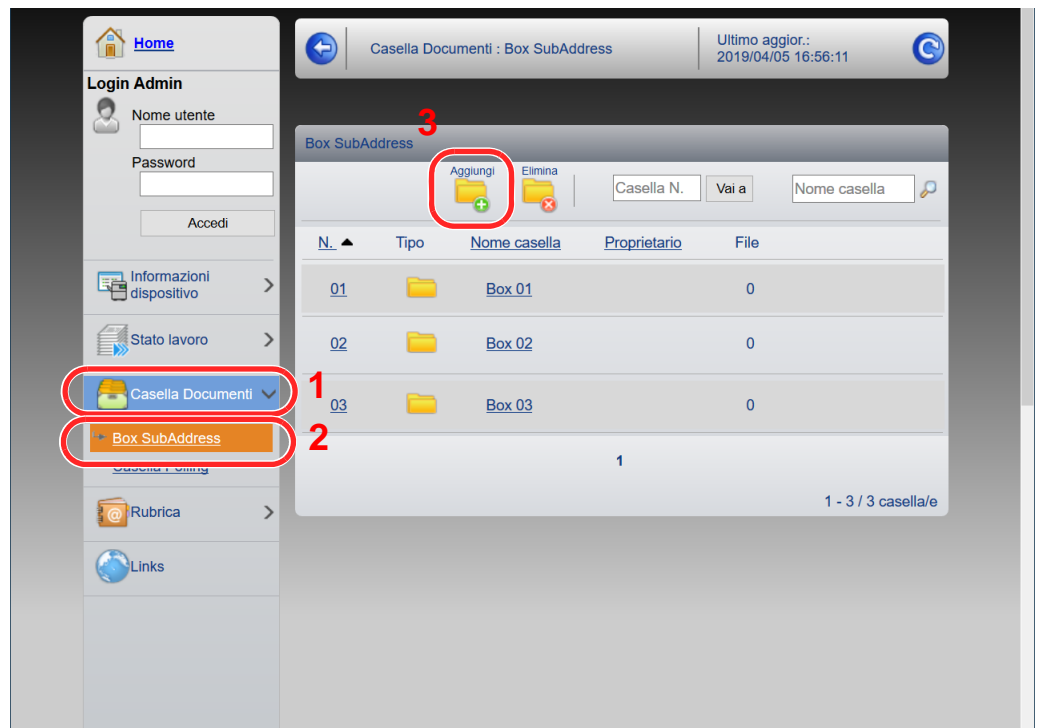 Home
Login Admin
Nome utente
Password
Accedi
Informazioni
dispositivo
Stato lavoro
Casella Documenti
1
Box SubAddress
2
Casella Polling
Rubrica
Links
Casella Documenti : Box SubAddress
Ultimo aggior.:
2019/04/05 16:56:11
3
Box SubAddress
Aggiungi Elimina
Casella N. Vai a Nome casella
N. Tipo Nome casella Proprietario File
01 Box 01 0
02 Box 02 0
03 Box 03 0
1
1 - 3 / 3 casella/e